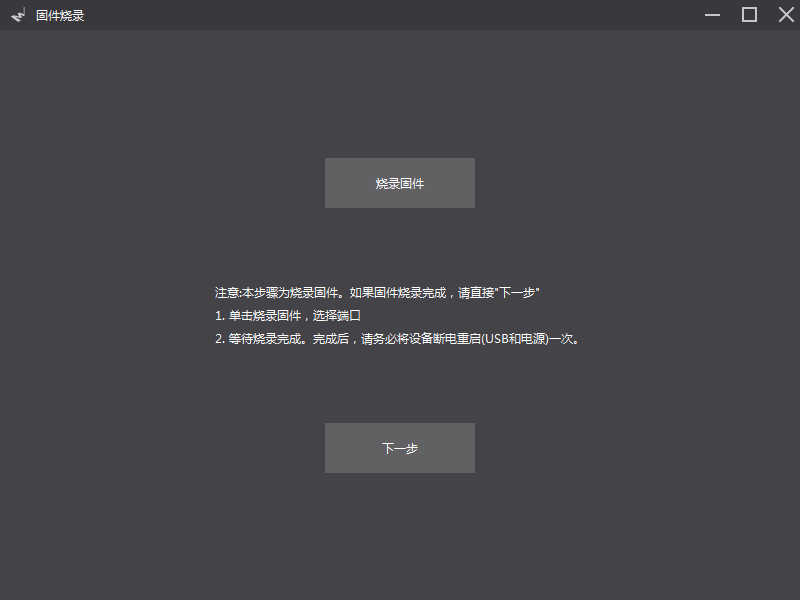 固件烧录
烧录固件
注意:本步骤为烧录固件。如果固件烧录完成，请直接"下一步"
1. 单击烧录固件，选择端口
2. 等待烧录完成。完成后，请务必将设备断电重启(USB和电源)一次。
下一步